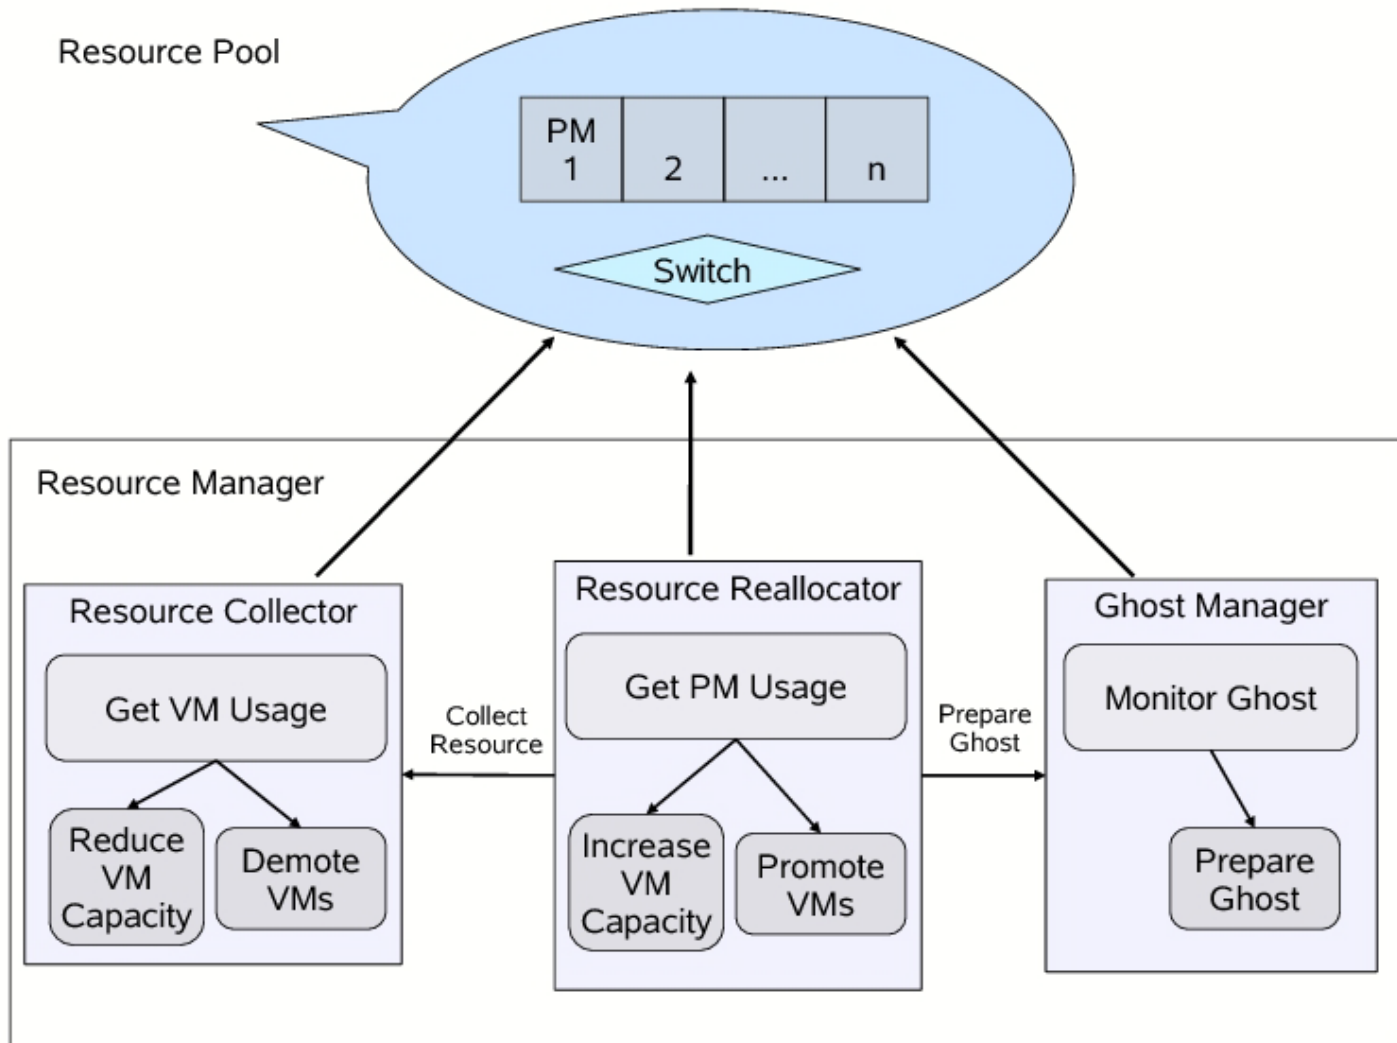 Resource Pool
PM
1
2
...
n
Switch
Resource Manager
Resource Collector
Get VM Usage
Reduce
VM
Capacity
Demote
VMs
Collect
Resource
Resource Reallocator
Get PM Usage
Increase
VM
Capacity
Promote
VMs
Prepare
Ghost
Ghost Manager
Monitor Ghost
Prepare
Ghost